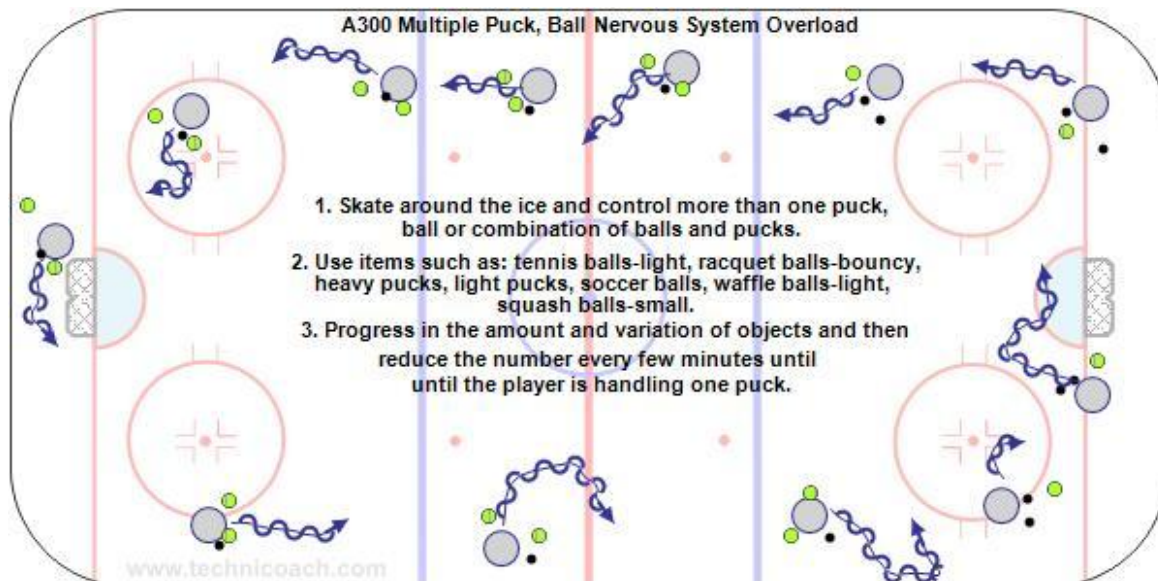 A300 Multiple Puck, Ball Nervous System Overload
1. Skate around the ice and control more than one puck,
ball or combination of balls and pucks.
2. Use items such as: tennis balls-light, racquet balls-bouncy,
heavy pucks, light pucks, soccer balls, waffle balls-light,
squash balls-small.
3. Progress in the amount and variation of objects and then
reduce the number every few minutes until
until the player is handling one puck.
www.technicoach.com